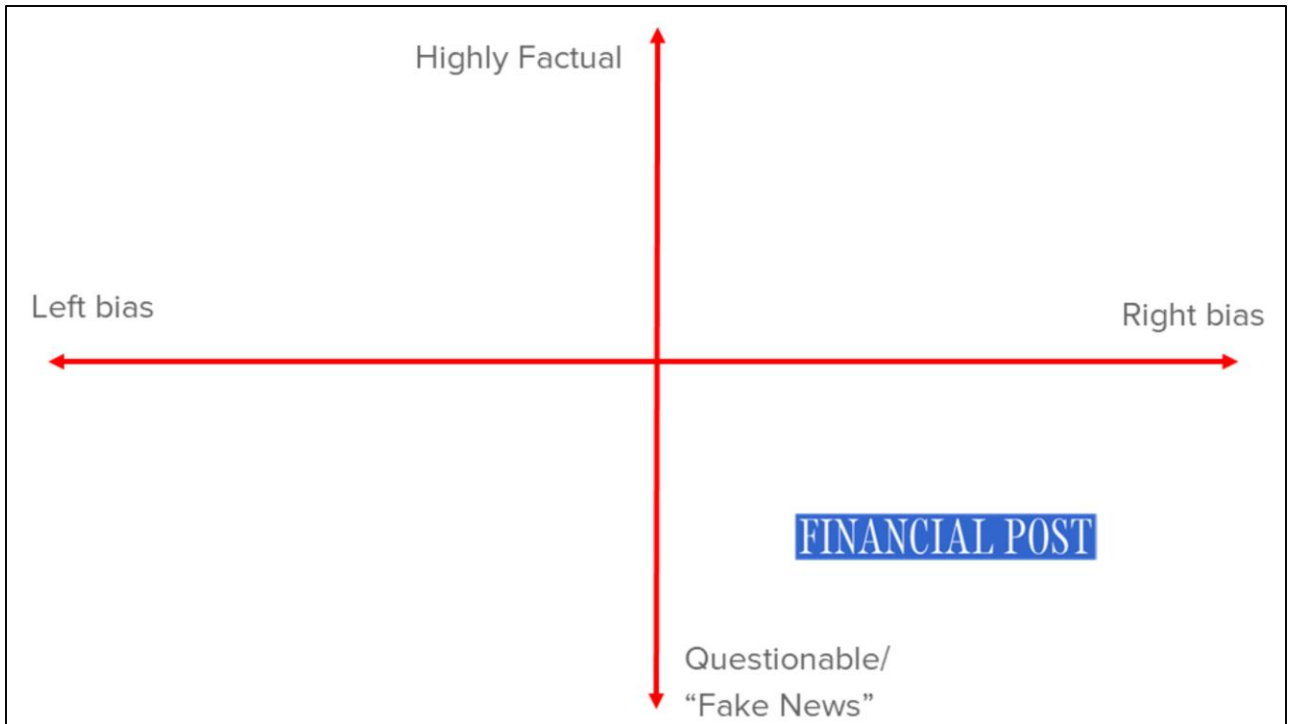 Highly Factual
Left bias
Right bias
FINANCIAL POST
Questionable/
“Fake News”